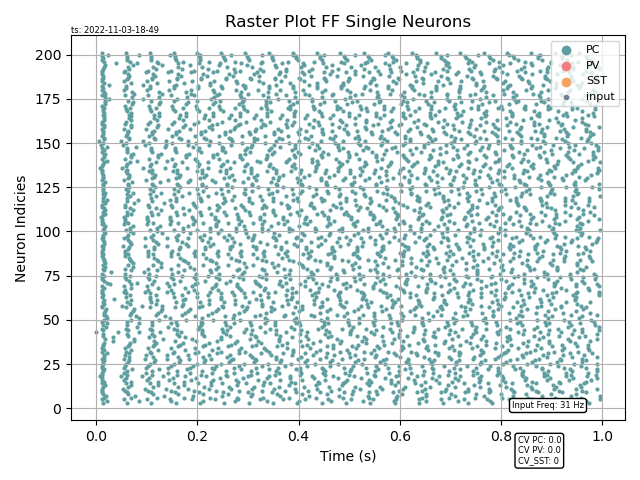 Raster Plot FF Single Neurons
ts: 2022-11-03-18-49
PC
PV
SST
input
200
175
150
125
100
75
50
25
0
Neuron Indicies
0.0 0.2 0.4 0.6 0.8 1.0
Time (s)
Input Freq: 31 Hz
CV PC: 0.0
CV PV: 0.0
CV_SST: 0